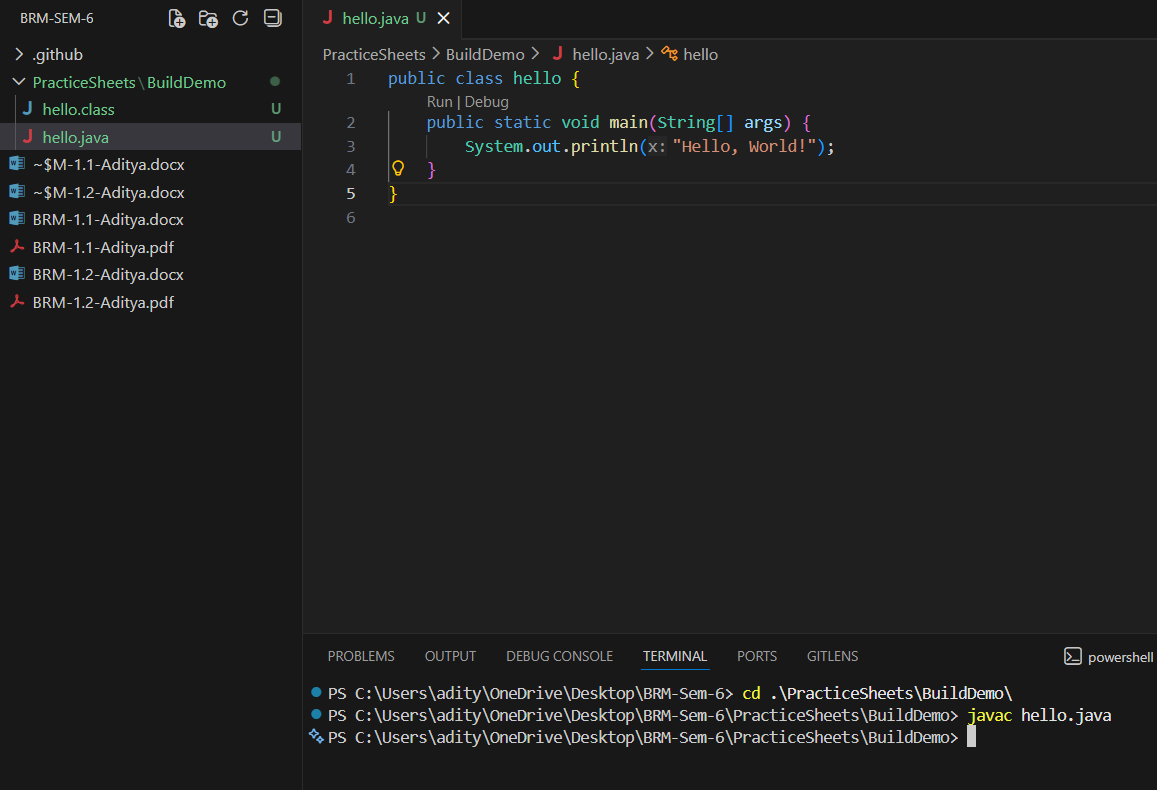 BRM-SEM-6
.github
PracticeSheets\BuildDemo
J hello.class U
J hello.java U
~$M-1.1-Aditya.docx
~$M-1.2-Aditya.docx
BRM-1.1-Aditya.docx
BRM-1.1-Aditya.pdf
BRM-1.2-Aditya.docx
BRM-1.2-Aditya.pdf
J hello.java U
PracticeSheets > BuildDemo > J hello.java > hello
1 public class hello {
Run | Debug
2 public static void main(String[] args) {
3 System.out.println(x: "Hello, World!");
4 }
5 }
6
PROBLEMS OUTPUT DEBUG CONSOLE TERMINAL PORTS GITLENS powershell
PS C:\Users\adity\OneDrive\Desktop\BRM-Sem-6> cd .\PracticeSheets\BuildDemo\
PS C:\Users\adity\OneDrive\Desktop\BRM-Sem-6\PracticeSheets\BuildDemo> javac hello.java
PS C:\Users\adity\OneDrive\Desktop\BRM-Sem-6\PracticeSheets\BuildDemo>